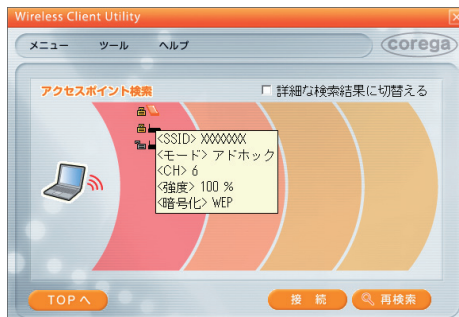 Wireless Client Utility
メニュー ツール ヘルプ corega
アクセスポイント検索 詳細な検索結果に切替える
<SSID> XXXXXXX
<モード> アドホック
<CH> 6
<強度> 100 %
<暗号化> WEP
TOPへ 接 続 再検索